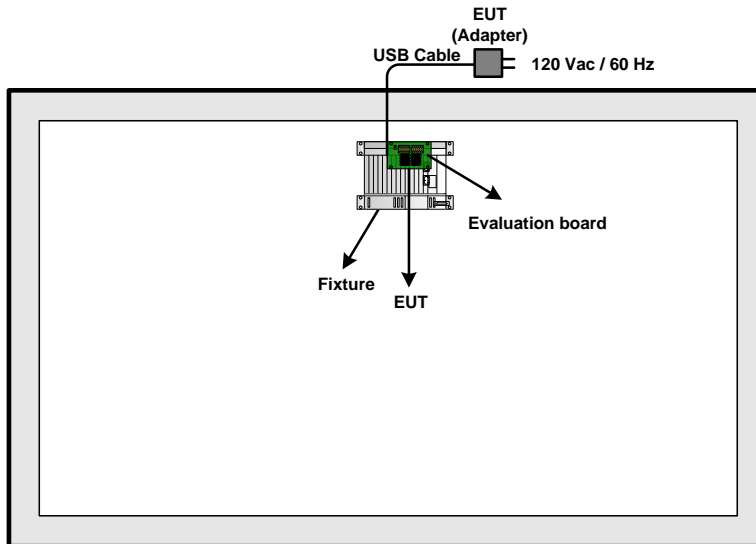 EUT
(Adapter)
USB Cable
120 Vac / 60 Hz
Evaluation board
Fixture
EUT